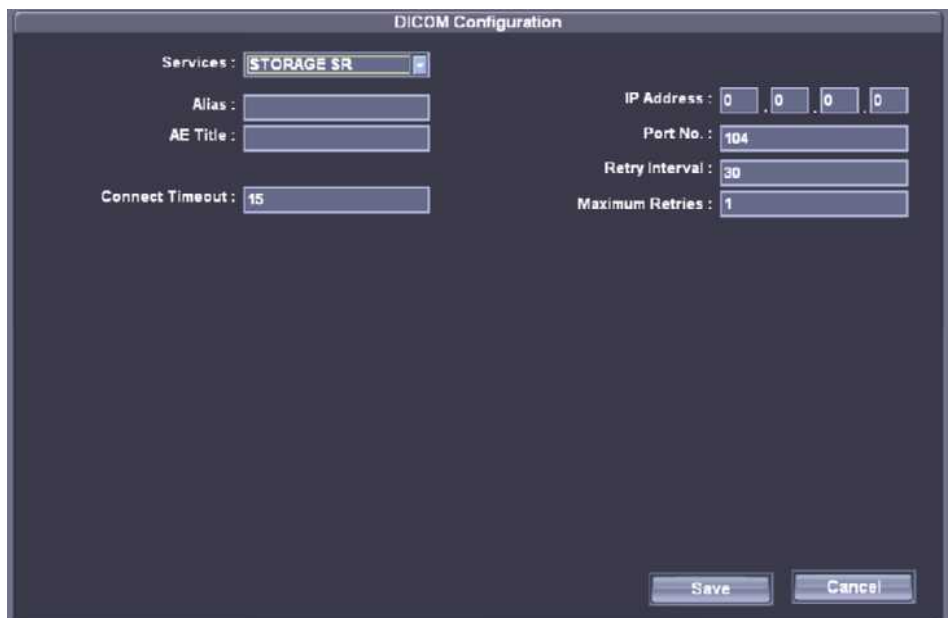 DICOM Configuration
Services : STORAGE SR
Alias :
AE Title :
Connect Timeout : 15
IP Address : 0 . 0 . 0 . 0
Port No. : 104
Retry Interval : 30
Maximum Retries : 1
Save Cancel